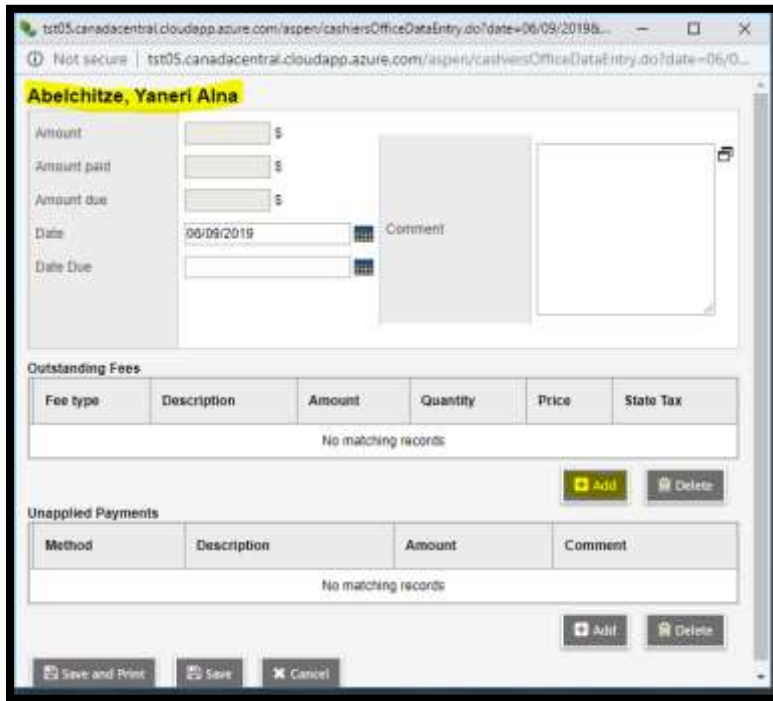 tst05.canadacentral.cloudapp.azure.com/aspen/cashiersOfficeDataEntry.do?date=06/09/2019&...
Not secure | tst05.canadacentral.cloudapp.azure.com/aspen/cashiersOfficeDataEntry.do?date=06/0...
Abelchitze, Yaneri Alna
Amount $
Amount paid $
Amount due $
Date 06/09/2019 Comment
Date Due
Outstanding Fees
Fee type Description Amount Quantity Price State Tax
No matching records
Add Delete
Unapplied Payments
Method Description Amount Comment
No matching records
Add Delete
Save and Print Save Cancel